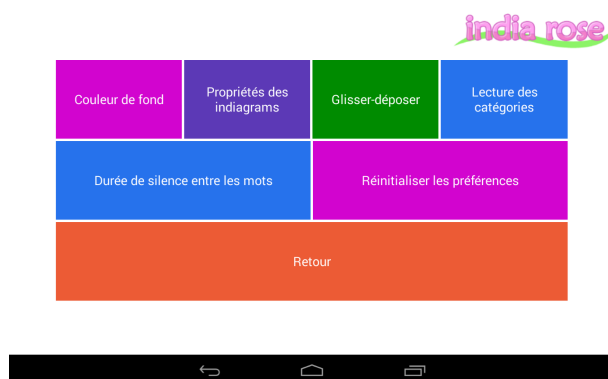 india rose
Couleur de fond
Propriétés des
indiagrams
Glisser-déposer
Lecture des
catégories
Durée de silence entre les mots
Réinitialiser les préférences
Retour